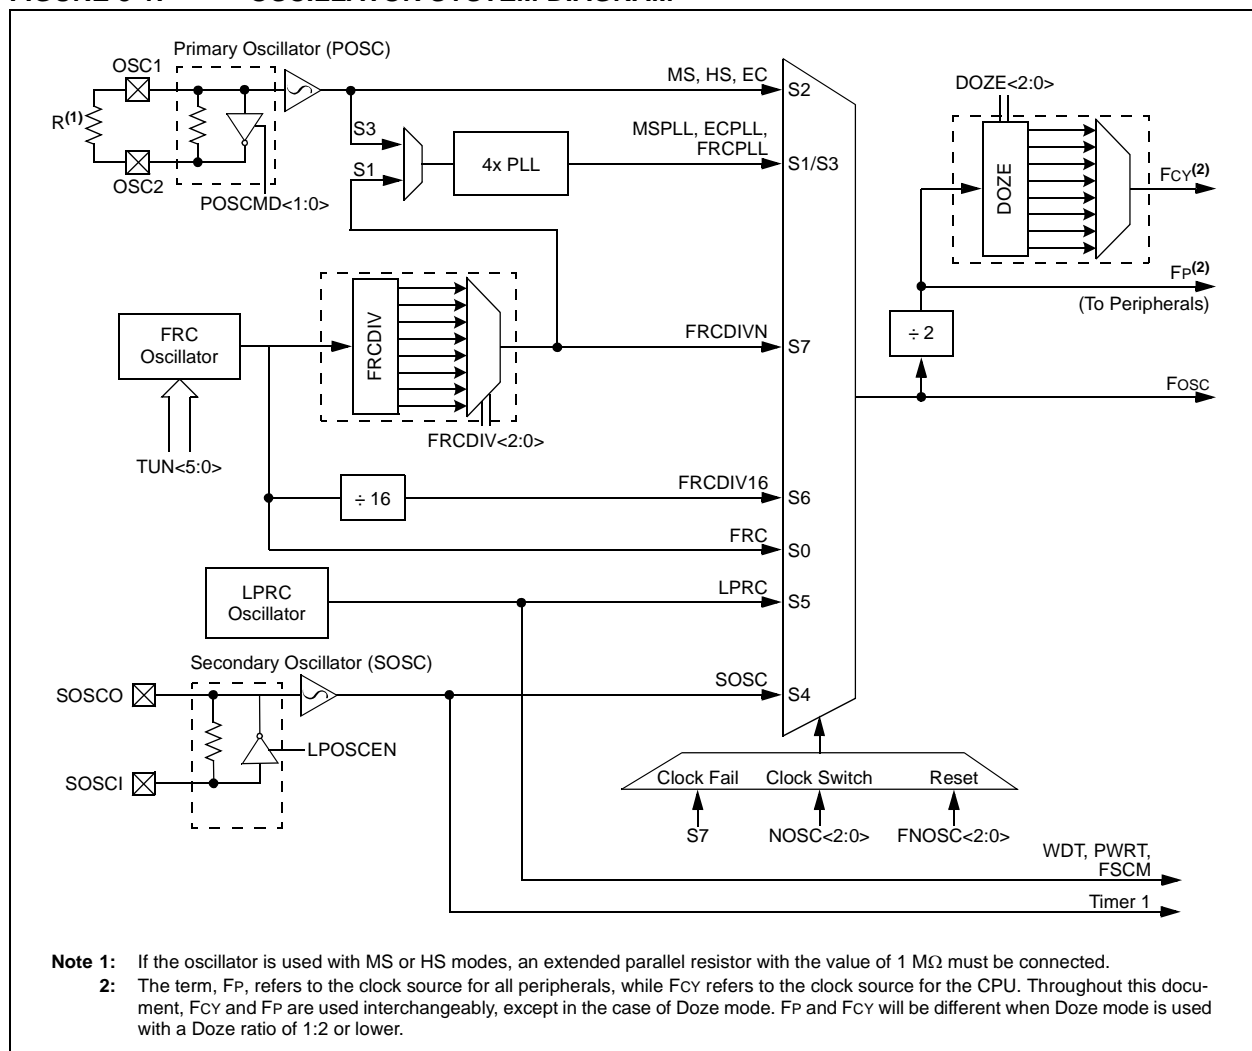 Primary Oscillator (POSC)
OSC1
R(1)
OSC2
POSCMD<1:0>
S3
S1
4x PLL
MS, HS, EC
S2
MSPLL, ECPLL,
FRCPLL
S1/S3
DOZE<2:0>
DOZE
FCY(2)
FP(2)
(To Peripherals)
÷ 2
FOSC
FRC
Oscillator
TUN<5:0>
FRCDIV
FRCDIV<2:0>
FRCDIVN
S7
÷ 16
FRCDIV16
S6
FRC
S0
LPRC
Oscillator
LPRC
S5
Secondary Oscillator (SOSC)
SOSCO
SOSCI
LPOSCEN
SOSC
S4
Clock Fail Clock Switch Reset
S7 NOSC<2:0> FNOSC<2:0>
WDT, PWRT,
FSCM
Timer 1
Note 1: If the oscillator is used with MS or HS modes, an extended parallel resistor with the value of 1 MΩ must be connected.
2: The term, FP, refers to the clock source for all peripherals, while FCY refers to the clock source for the CPU. Throughout this docu-
ment, FCY and FP are used interchangeably, except in the case of Doze mode. FP and FCY will be different when Doze mode is used
with a Doze ratio of 1:2 or lower.